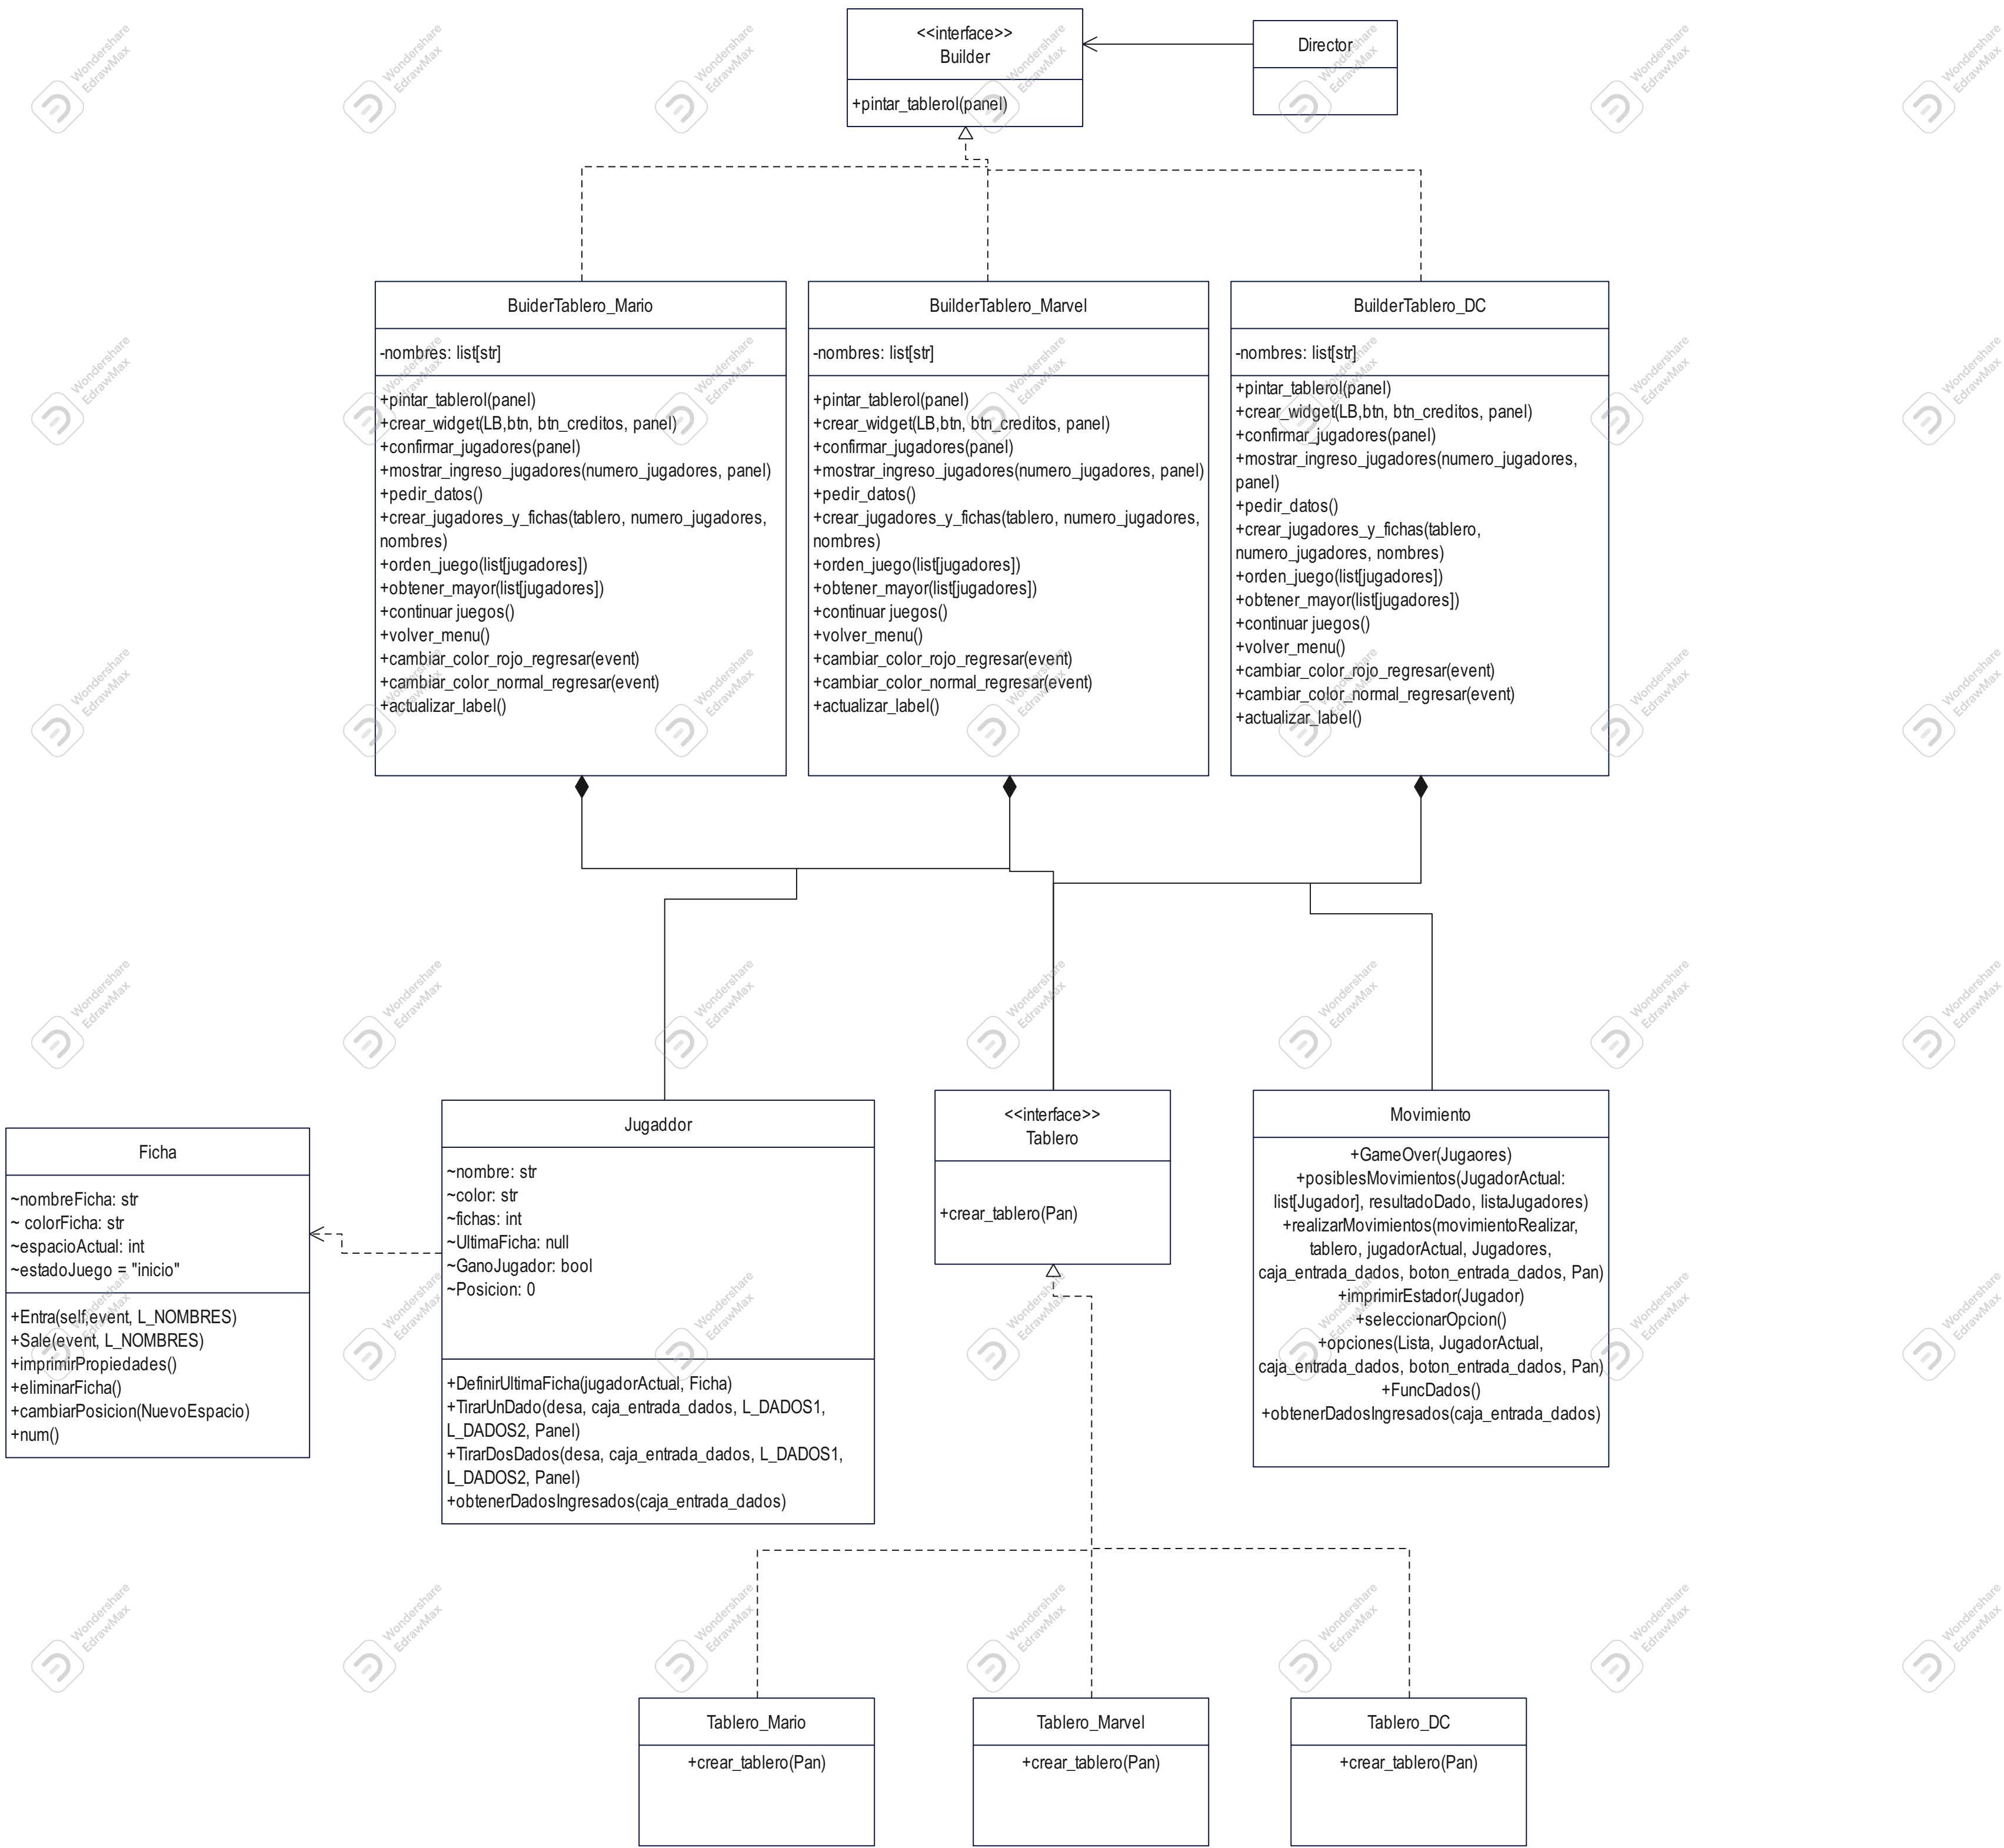 <<interface>>
Builder
+pintar_tablerol(panel)
Director
BuiderTablero_Mario
-nombres: list[str]
+pintar_tablerol(panel)
+crear_widget(LB,btn, btn_creditos, panel)
+confirmar_jugadores(panel)
+mostrar_ingreso_jugadores(numero_jugadores, panel)
+pedir_datos()
+crear_jugadores_y_fichas(tablero, numero_jugadores,
nombres)
+orden_juego(list[jugadores])
+obtener_mayor(list[jugadores])
+continuar juegos()
+volver_menu()
+cambiar_color_rojo_regresar(event)
+cambiar_color_normal_regresar(event)
+actualizar_label()
BuilderTablero_Marvel
-nombres: list[str]
+pintar_tablerol(panel)
+crear_widget(LB,btn, btn_creditos, panel)
+confirmar_jugadores(panel)
+mostrar_ingreso_jugadores(numero_jugadores, panel)
+pedir_datos()
+crear_jugadores_y_fichas(tablero, numero_jugadores,
nombres)
+orden_juego(list[jugadores])
+obtener_mayor(list[jugadores])
+continuar juegos()
+volver_menu()
+cambiar_color_rojo_regresar(event)
+cambiar_color_normal_regresar(event)
+actualizar_label()
BuilderTablero_DC
-nombres: list[str]
+pintar_tablerol(panel)
+crear_widget(LB,btn, btn_creditos, panel)
+confirmar_jugadores(panel)
+mostrar_ingreso_jugadores(numero_jugadores,
panel)
+pedir_datos()
+crear_jugadores_y_fichas(tablero,
numero_jugadores, nombres)
+orden_juego(list[jugadores])
+obtener_mayor(list[jugadores])
+continuar juegos()
+volver_menu()
+cambiar_color_rojo_regresar(event)
+cambiar_color_normal_regresar(event)
+actualizar_label()
Ficha
~nombreFicha: str
~ colorFicha: str
~espacioActual: int
~estadoJuego = "inicio"
+Entra(self,event, L_NOMBRES)
+Sale(event, L_NOMBRES)
+imprimirPropiedades()
+eliminarFicha()
+cambiarPosicion(NuevoEspacio)
+num()
Jugaddor
~nombre: str
~color: str
~fichas: int
~UltimaFicha: null
~GanoJugador: bool
~Posicion: 0
+DefinirUltimaFicha(jugadorActual, Ficha)
+TirarUnDado(desa, caja_entrada_dados, L_DADOS1,
L_DADOS2, Panel)
+TirarDosDados(desa, caja_entrada_dados, L_DADOS1,
L_DADOS2, Panel)
+obtenerDadosIngresados(caja_entrada_dados)
<<interface>>
Tablero
+crear_tablero(Pan)
Movimiento
+GameOver(Jugaores)
+posiblesMovimientos(JugadorActual:
list[Jugador], resultadoDado, listaJugadores)
+realizarMovimientos(movimientoRealizar,
tablero, jugadorActual, Jugadores,
caja_entrada_dados, boton_entrada_dados, Pan)
+imprimirEstador(Jugador)
+seleccionarOpcion()
+opciones(Lista, JugadorActual,
caja_entrada_dados, boton_entrada_dados, Pan)
+FuncDados()
+obtenerDadosIngresados(caja_entrada_dados)
Tablero_Mario
+crear_tablero(Pan)
Tablero_Marvel
+crear_tablero(Pan)
Tablero_DC
+crear_tablero(Pan)
Wondershare
EdrawMax